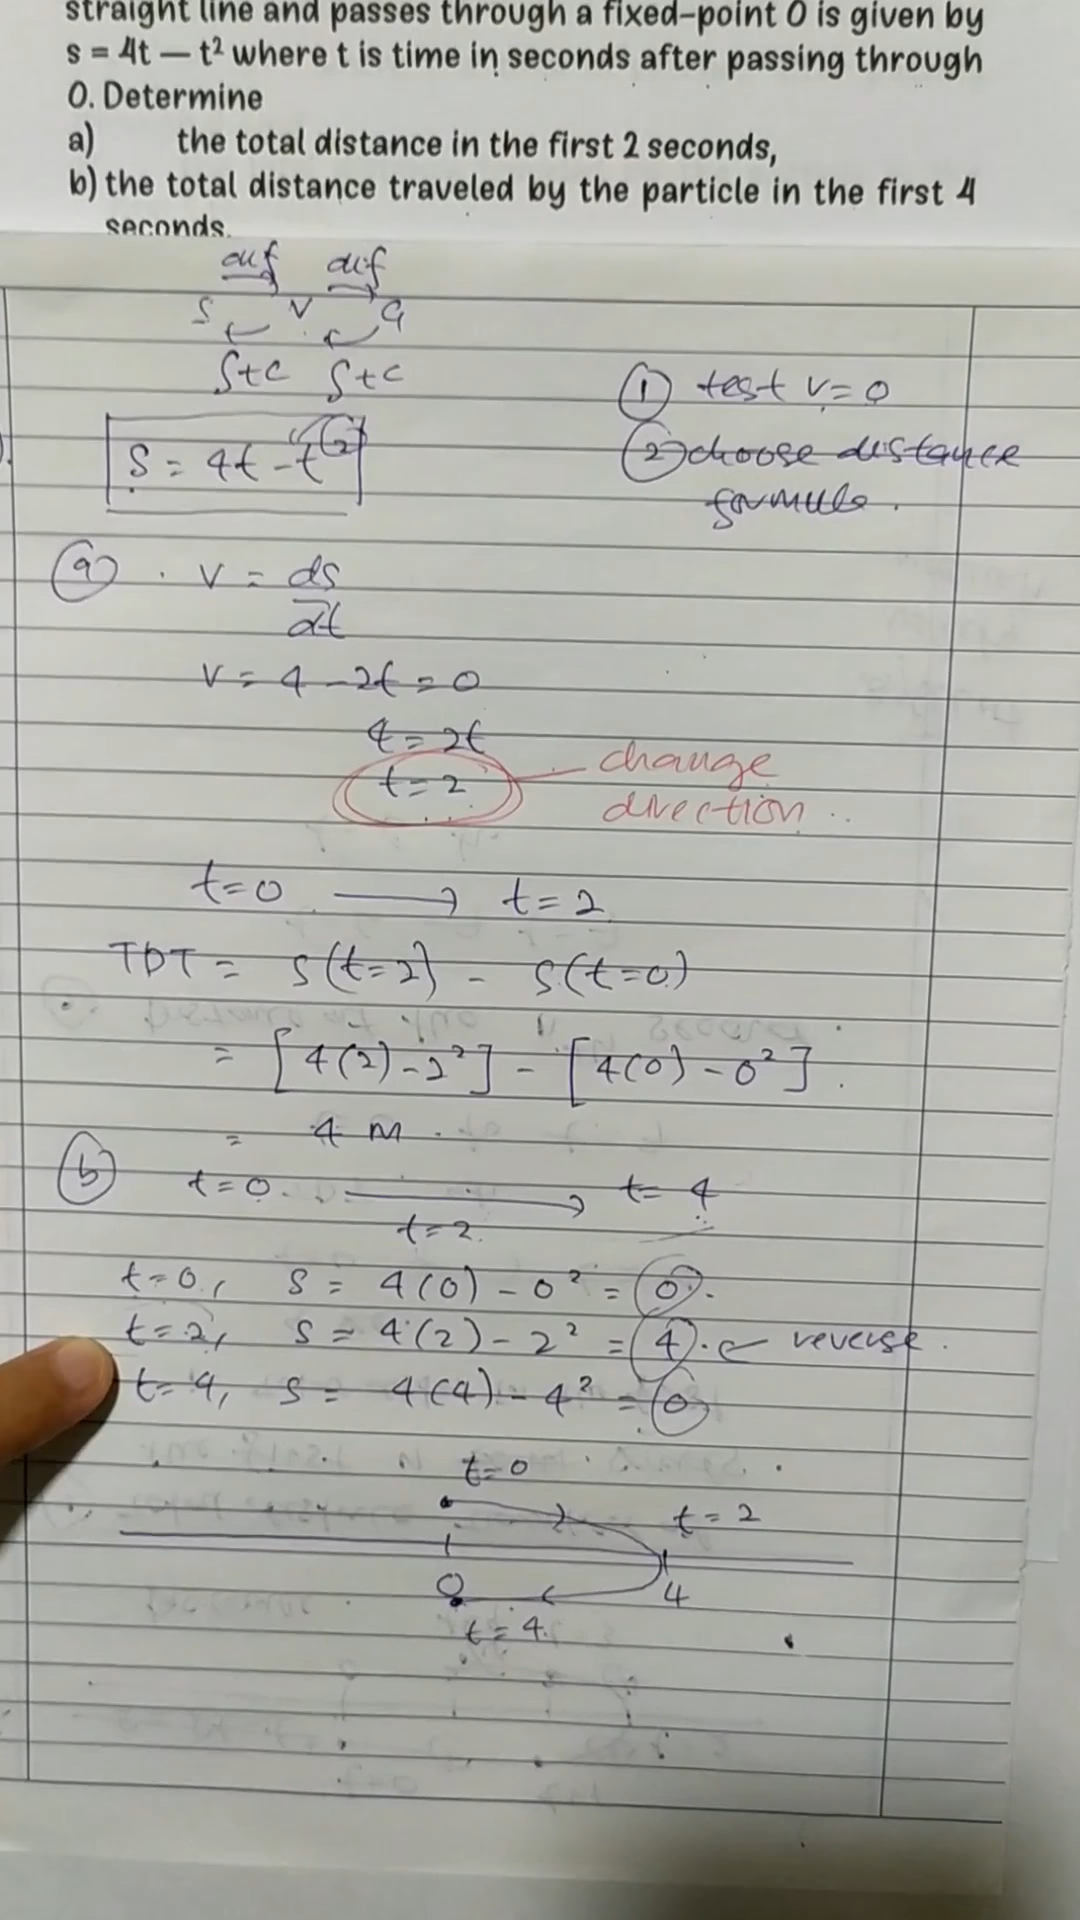 straight line and passes through a fixed-point O is given by
s = 4t — t² where t is time in seconds after passing through
O. Determine
a) the total distance in the first 2 seconds,
b) the total distance traveled by the particle in the first 4
seconds.
dif dif
s v a
∫+c ∫+c
① test v = 0
② choose distance
formula.
S = 4t - t²
ⓐ v = ds
dt
v = 4 - 2t = 0
4 = 2t
t = 2
change
direction
t=0 → t=2
TDT = s(t=2) - s(t=0)
= [4(2) - 2²] - [4(0) - 0²]
= 4 m.
ⓑ t=0 → t=4
t=2
t=0, s = 4(0) - 0² = 0
t=2, s = 4(2) - 2² = 4 ← reverse
t=4, s = 4(4) - 4² = 0
t=0
t=2
O 4
t=4